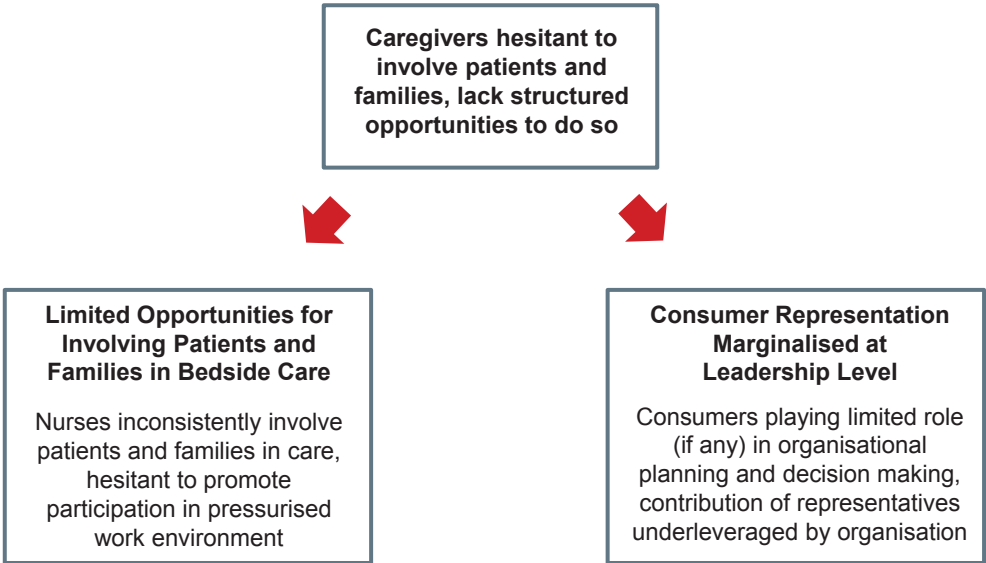 Caregivers hesitant to
involve patients and
families, lack structured
opportunities to do so
Limited Opportunities for
Involving Patients and
Families in Bedside Care
Nurses inconsistently involve
patients and families in care,
hesitant to promote
participation in pressurised
work environment
Consumer Representation
Marginalised at
Leadership Level
Consumers playing limited role
(if any) in organisational
planning and decision making,
contribution of representatives
underleveraged by organisation